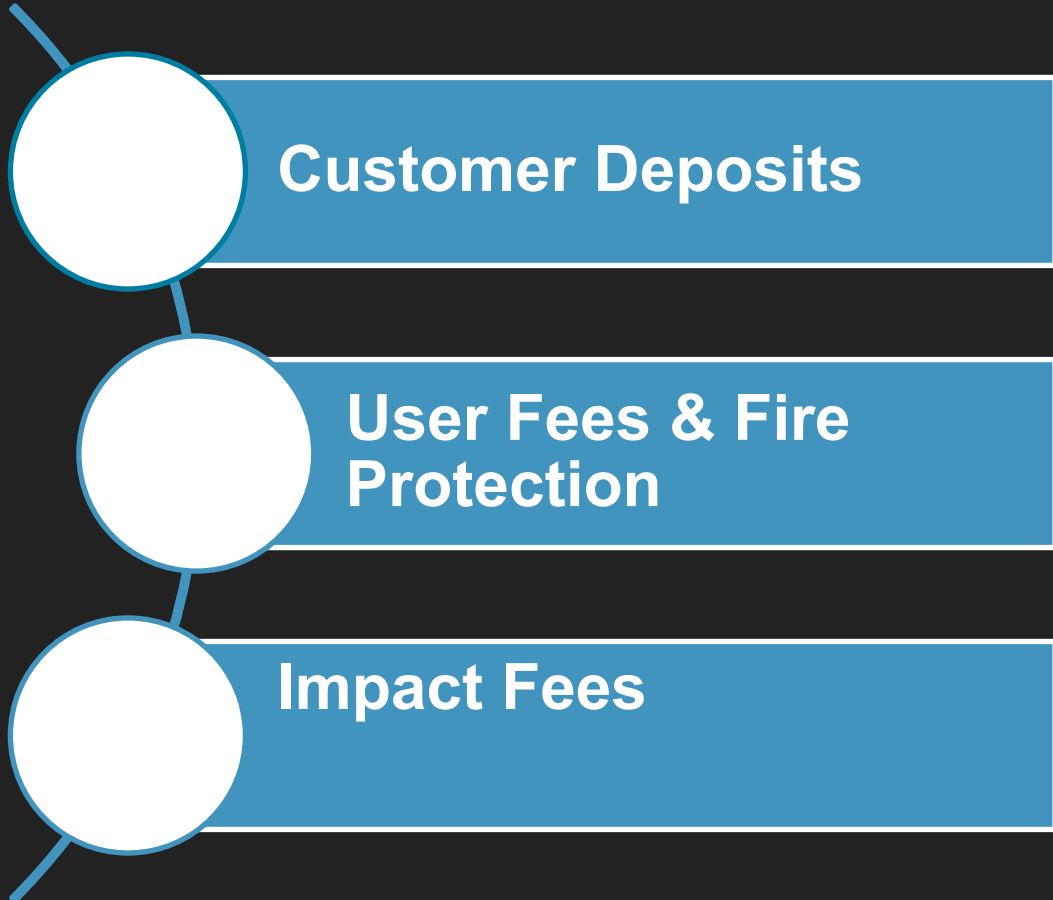 Customer Deposits
User Fees & Fire
Protection
Impact Fees